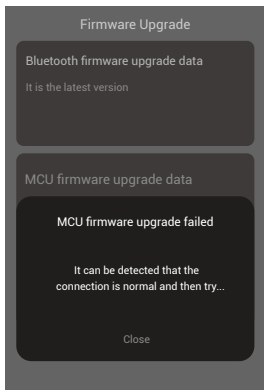 Firmware Upgrade
Bluetooth firmware upgrade data
It is the latest version
MCU firmware upgrade data
MCU firmware upgrade failed
It can be detected that the
connection is normal and then try...
Close